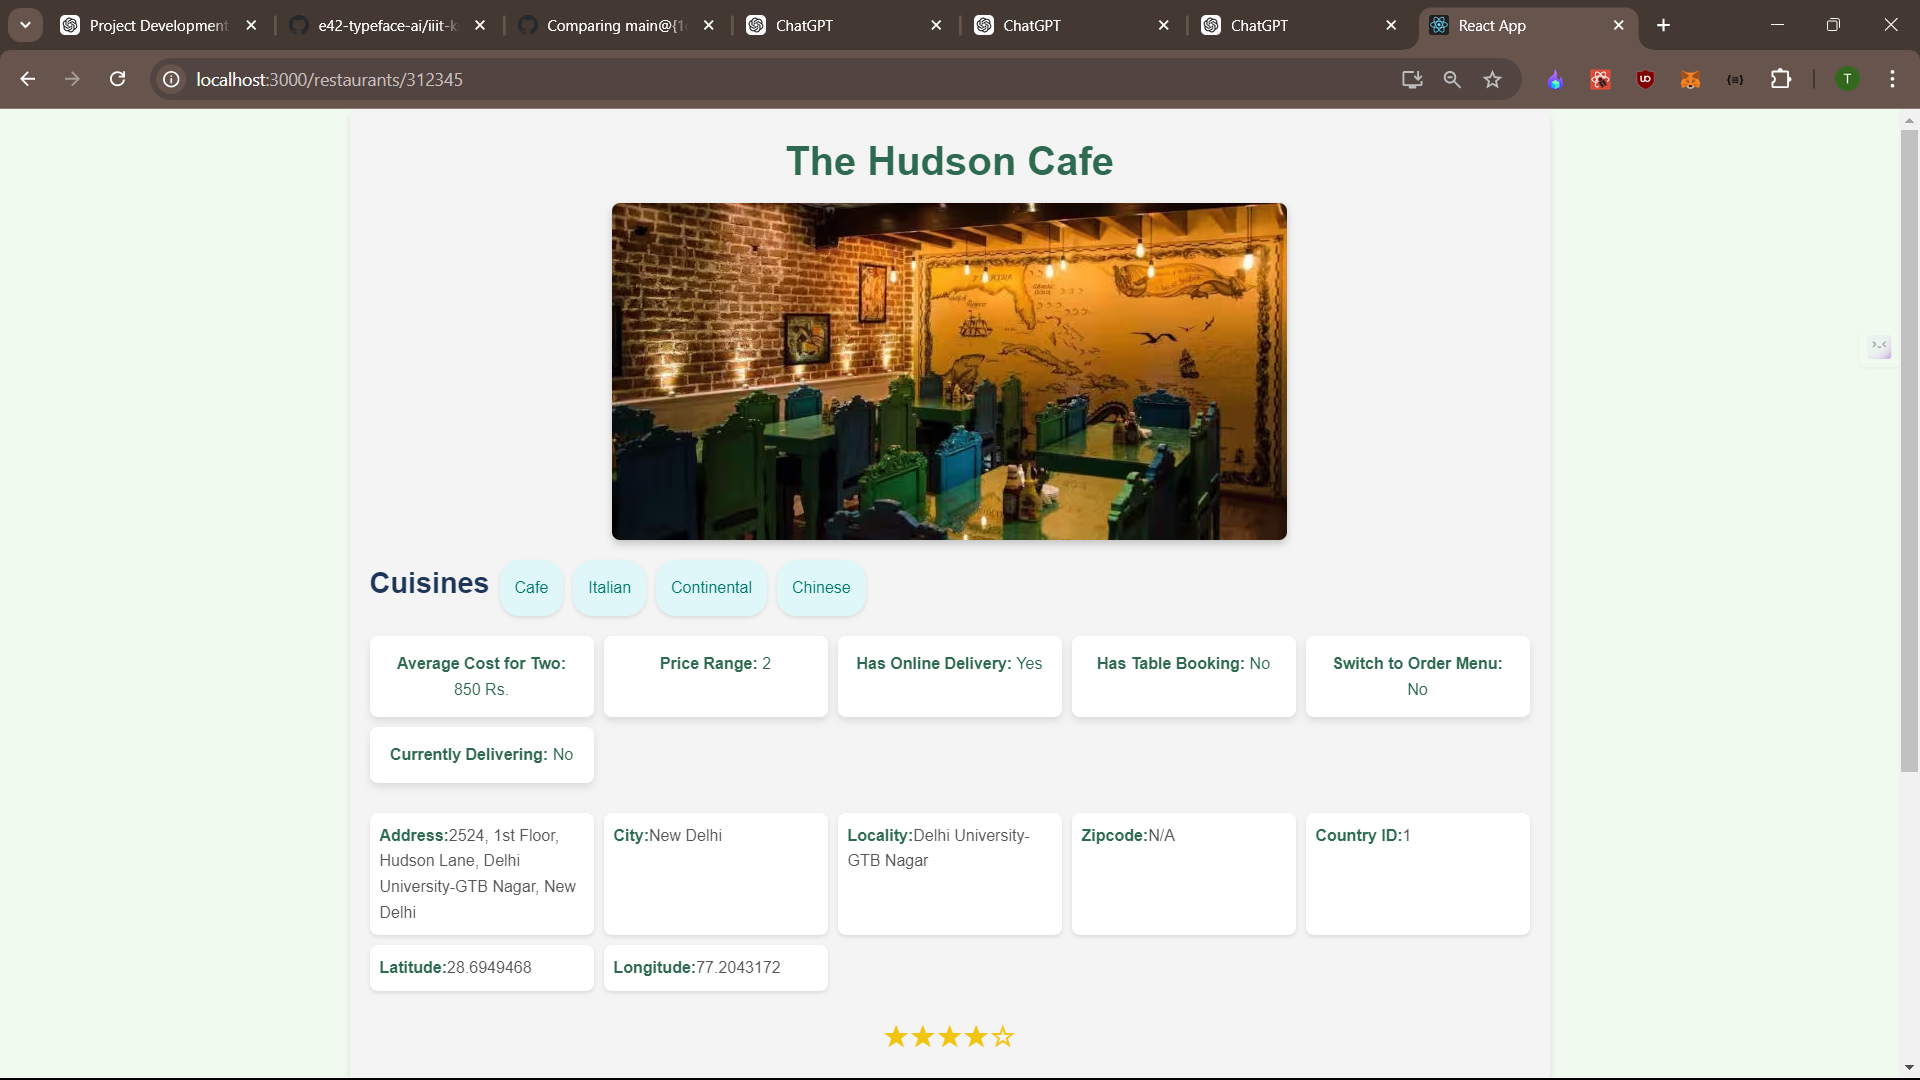 Project Development
e42-typeface-ai/iiit-k
Comparing main@{1
ChatGPT
ChatGPT
ChatGPT
React App
localhost:3000/restaurants/312345
T
The Hudson Cafe
Cuisines
Cafe
Italian
Continental
Chinese
Average Cost for Two:
850 Rs.
Price Range: 2
Has Online Delivery: Yes
Has Table Booking: No
Switch to Order Menu:
No
Currently Delivering: No
Address:2524, 1st Floor,
Hudson Lane, Delhi
University-GTB Nagar, New
Delhi
City:New Delhi
Locality:Delhi University-
GTB Nagar
Zipcode:N/A
Country ID:1
Latitude:28.6949468
Longitude:77.2043172